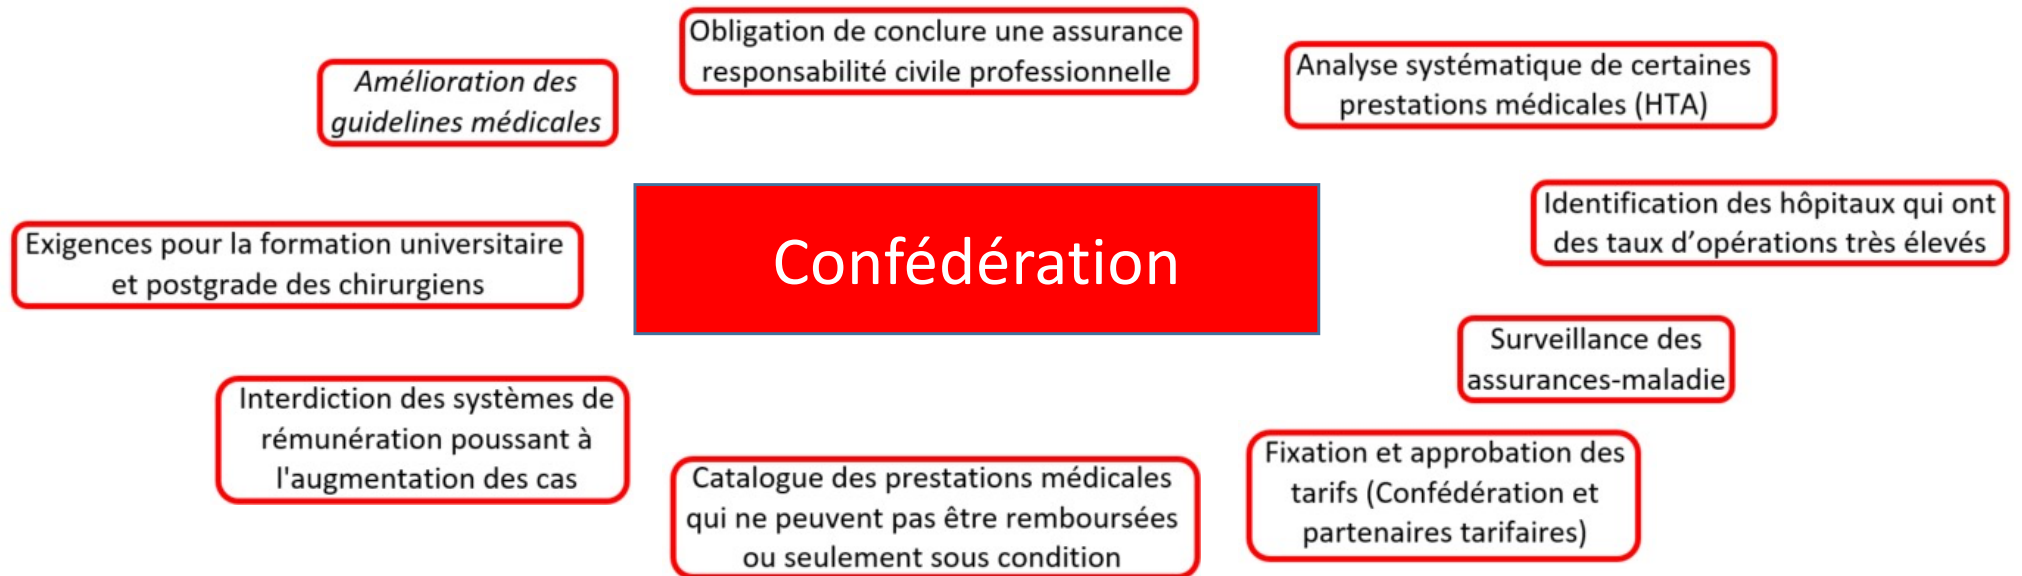 Obligation de conclure une assurance
responsabilité civile professionnelle
Amélioration des
guidelines médicales
Analyse systématique de certaines
prestations médicales (HTA)
Identification des hôpitaux qui ont
des taux d’opérations très élevés
Exigences pour la formation universitaire
et postgrade des chirurgiens
Confédération
Surveillance des
assurances-maladie
Interdiction des systèmes de
rémunération poussant à
l'augmentation des cas
Catalogue des prestations médicales
qui ne peuvent pas être remboursées
ou seulement sous condition
Fixation et approbation des
tarifs (Confédération et
partenaires tarifaires)